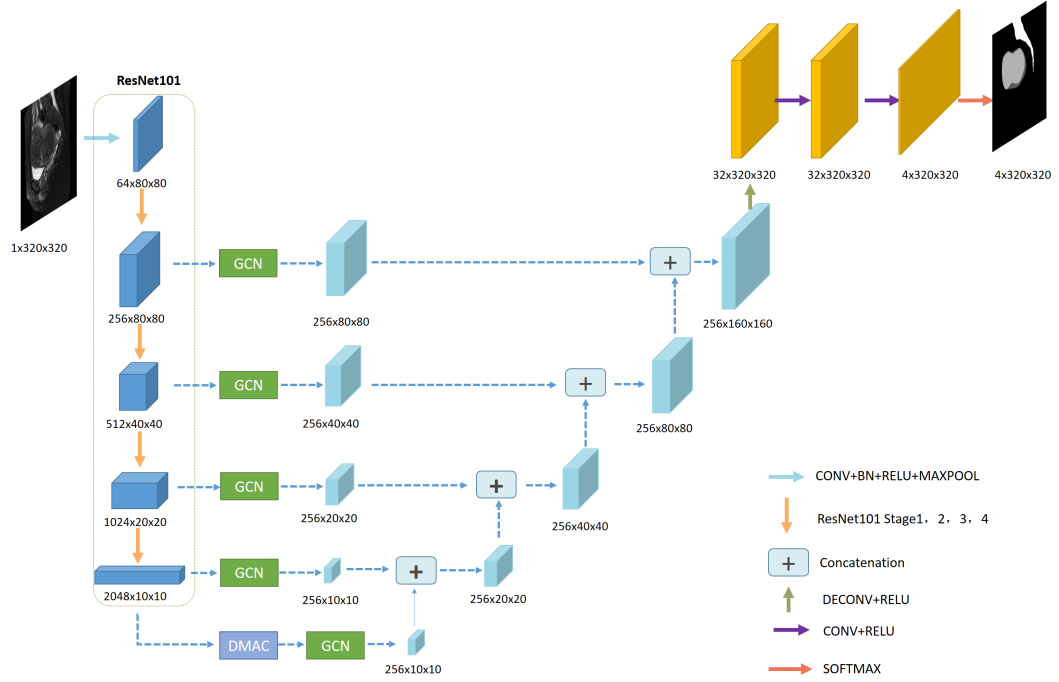 ResNet101
1x320x320
64x80x80
32x320x320
32x320x320
4x320x320
4x320x320
GCN
+
256x80x80
256x80x80
256x160x160
GCN
+
512x40x40
256x40x40
256x80x80
GCN
+
1024x20x20
256x20x20
256x40x40
GCN
+
2048x10x10
256x10x10
256x20x20
DMAC
GCN
256x10x10
CONV+BN+RELU+MAXPOOL
ResNet101 Stage1，2，3，4
+
Concatenation
DECONV+RELU
CONV+RELU
SOFTMAX